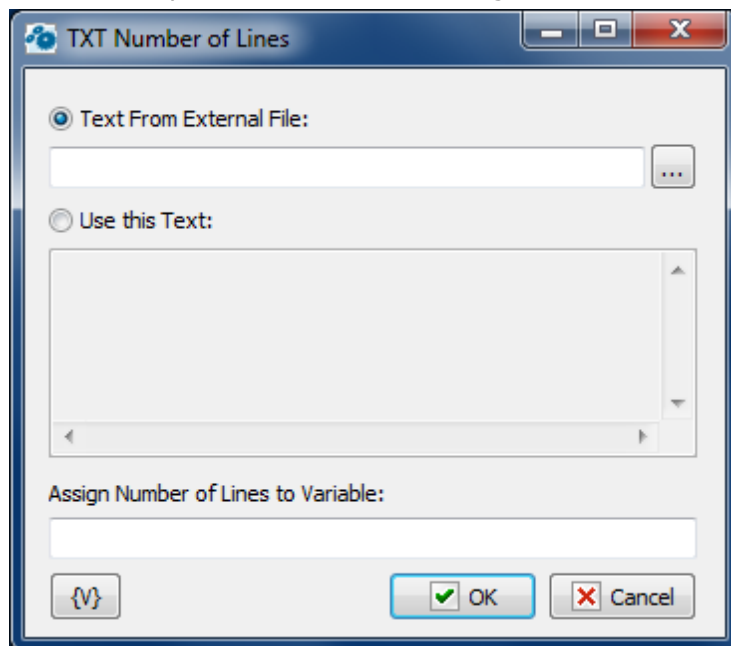 TXT Number of Lines
Text From External File:
...
Use this Text:
Assign Number of Lines to Variable:
{V}
OK
Cancel